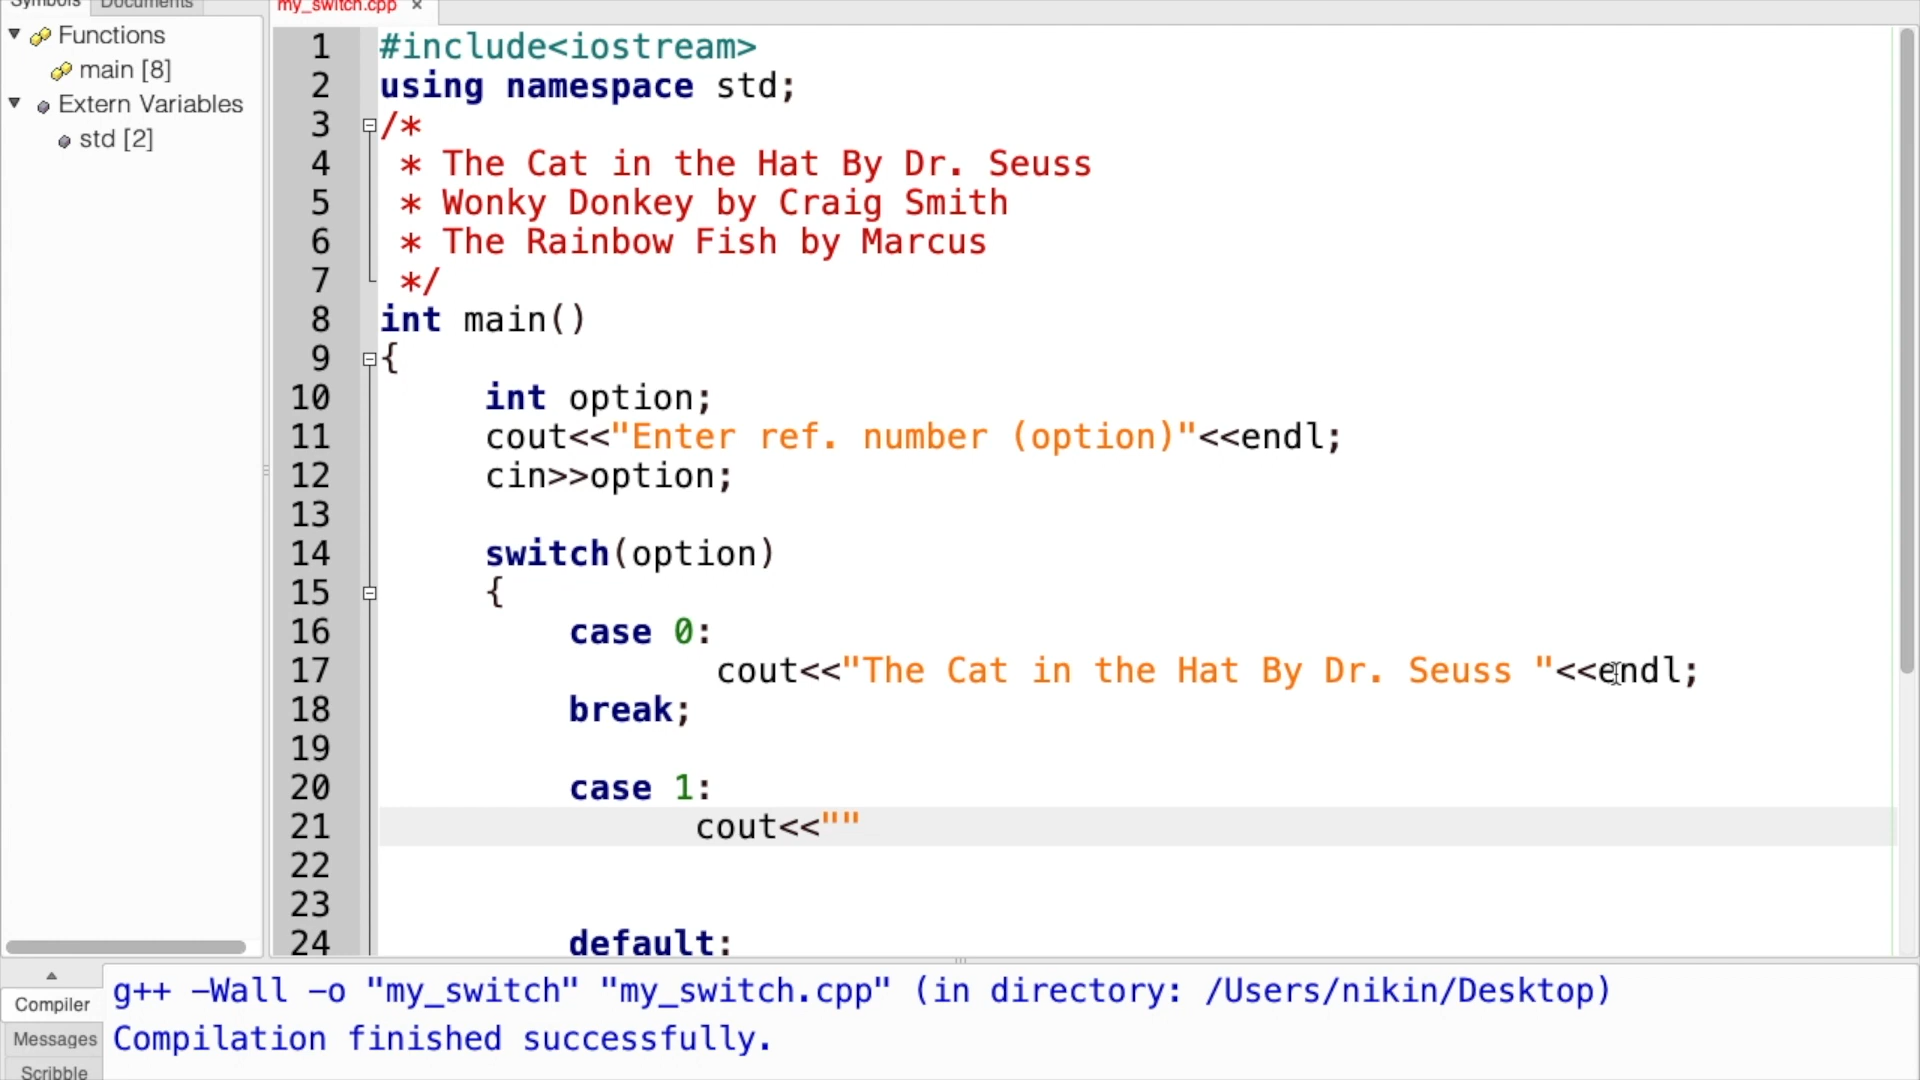 Symbols Documents
Functions
main [8]
Extern Variables
std [2]
my_switch.cpp ×
1 #include<iostream>
2 using namespace std;
3 /*
4 * The Cat in the Hat By Dr. Seuss
5 * Wonky Donkey by Craig Smith
6 * The Rainbow Fish by Marcus
7 */
8 int main()
9 {
10 int option;
11 cout<<"Enter ref. number (option)"<<endl;
12 cin>>option;
13
14 switch(option)
15 {
16 case 0:
17 cout<<"The Cat in the Hat By Dr. Seuss "<<endl;
18 break;
19
20 case 1:
21 cout<<""
22
23
24 default:
Compiler
Messages
Scribble
g++ -Wall -o "my_switch" "my_switch.cpp" (in directory: /Users/nikin/Desktop)
Compilation finished successfully.